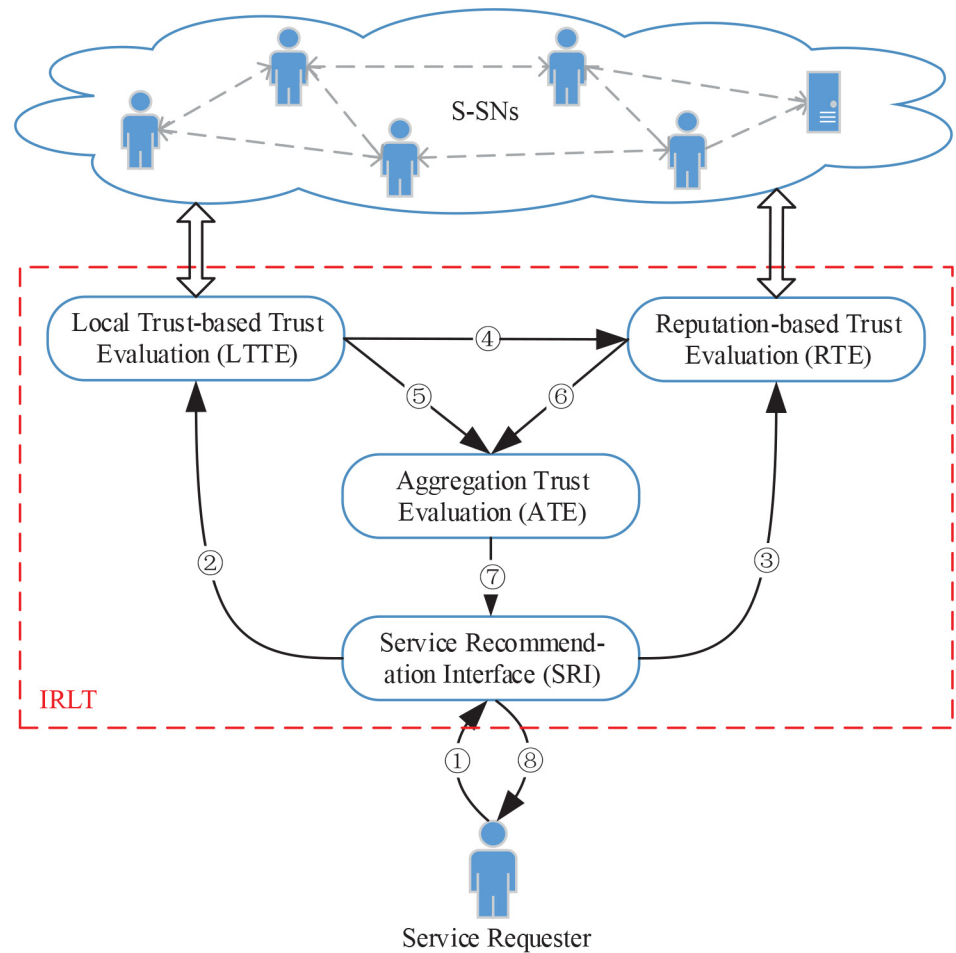 S-SNs
Local Trust-based Trust
Evaluation (LTTE)
Reputation-based Trust
Evaluation (RTE)
④
⑤
⑥
Aggregation Trust
Evaluation (ATE)
②
③
⑦
Service Recommend-
ation Interface (SRI)
IRLT
①
⑧
Service Requester